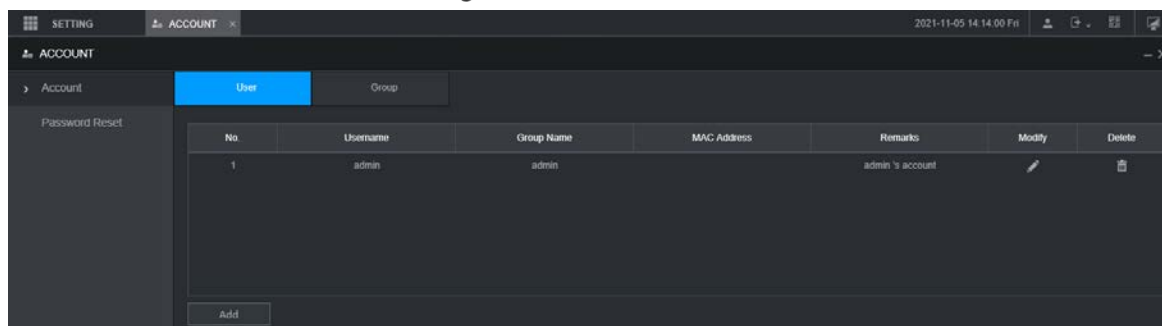 SETTING ACCOUNT × 2021-11-05 14:14:00 Fri
ACCOUNT
Account User Group
Password Reset
No. Username Group Name MAC Address Remarks Modify Delete
1 admin admin admin 's account
Add